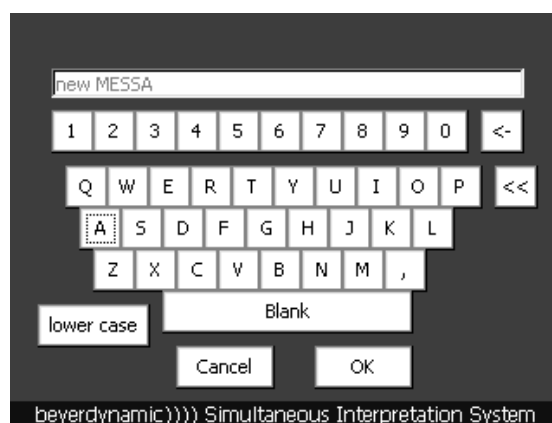 new MESSA
1 2 3 4 5 6 7 8 9 0 <-
Q W E R T Y U I O P <<
A S D F G H J K L
Z X C V B N M ,
Blank
lower case
Cancel OK
beyerdynamic)))) Simultaneous Interpretation System